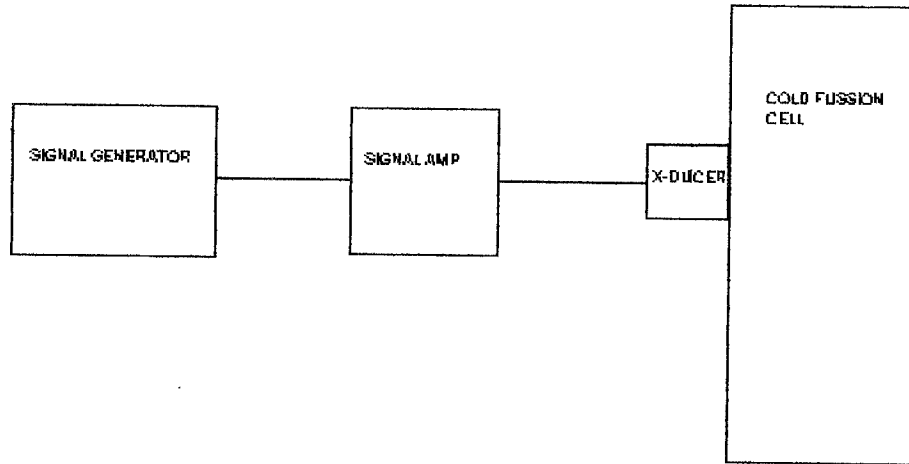 SIGNAL GENERATOR
SIGNAL AMP
X-DUCER
COLD FUSSION
CELL